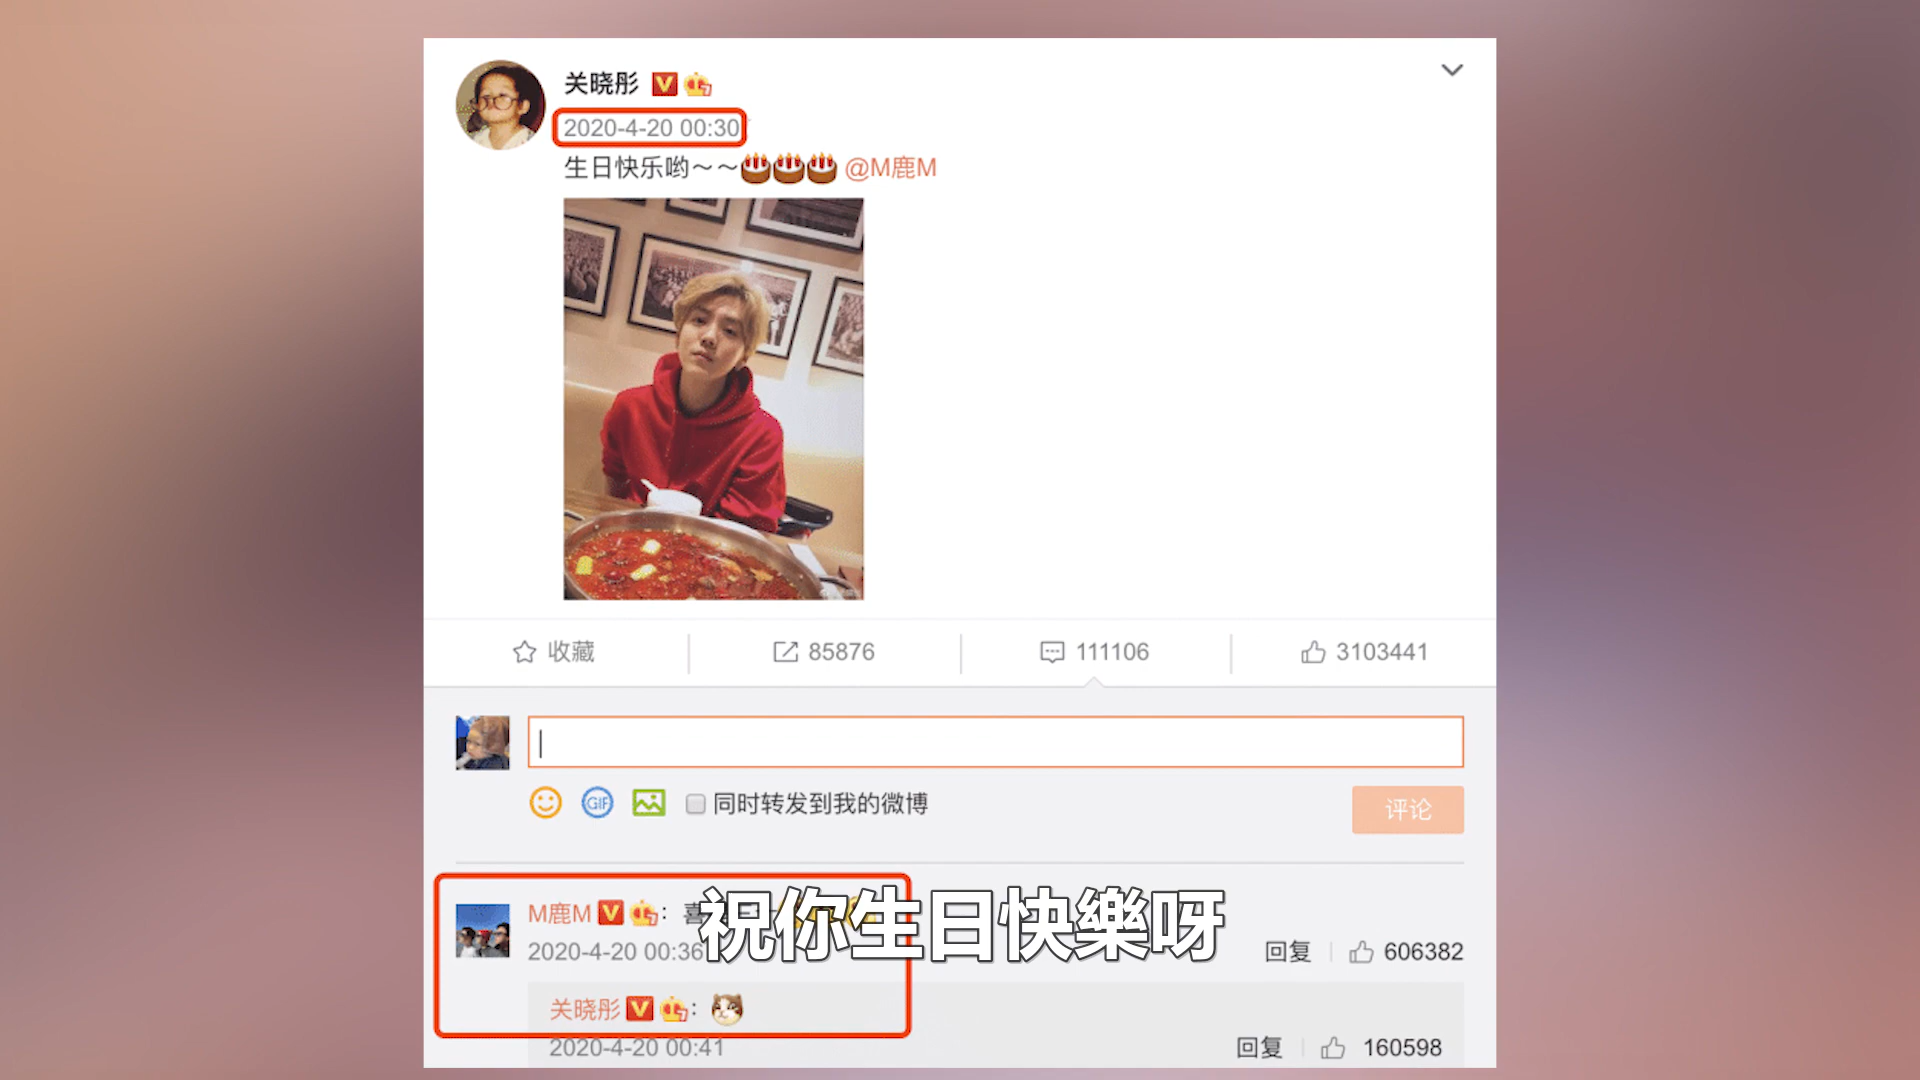 关晓彤
2020-4-20 00:30
生日快乐哟～～ @M鹿M
收藏
85876
111106
3103441
GIF
同时转发到我的微博
评论
M鹿M : 喜
祝你生日快樂呀
2020-4-20 00:36
回复
606382
关晓彤 :
2020-4-20 00:41
回复
160598